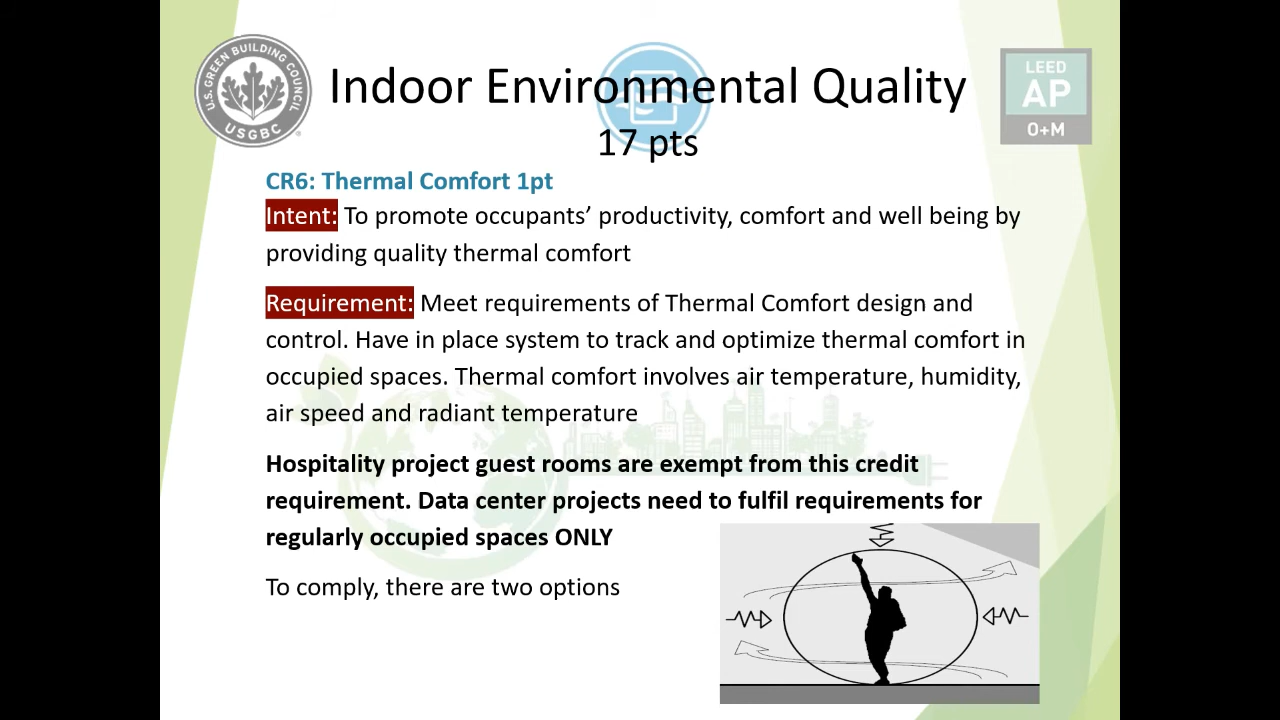 U.S. GREEN BUILDING COUNCIL
USGBC
Indoor Environmental Quality
17 pts
LEED
AP
O+M
CR6: Thermal Comfort 1pt
Intent: To promote occupants’ productivity, comfort and well being by
providing quality thermal comfort
Requirement: Meet requirements of Thermal Comfort design and
control. Have in place system to track and optimize thermal comfort in
occupied spaces. Thermal comfort involves air temperature, humidity,
air speed and radiant temperature
Hospitality project guest rooms are exempt from this credit
requirement. Data center projects need to fulfil requirements for
regularly occupied spaces ONLY
To comply, there are two options